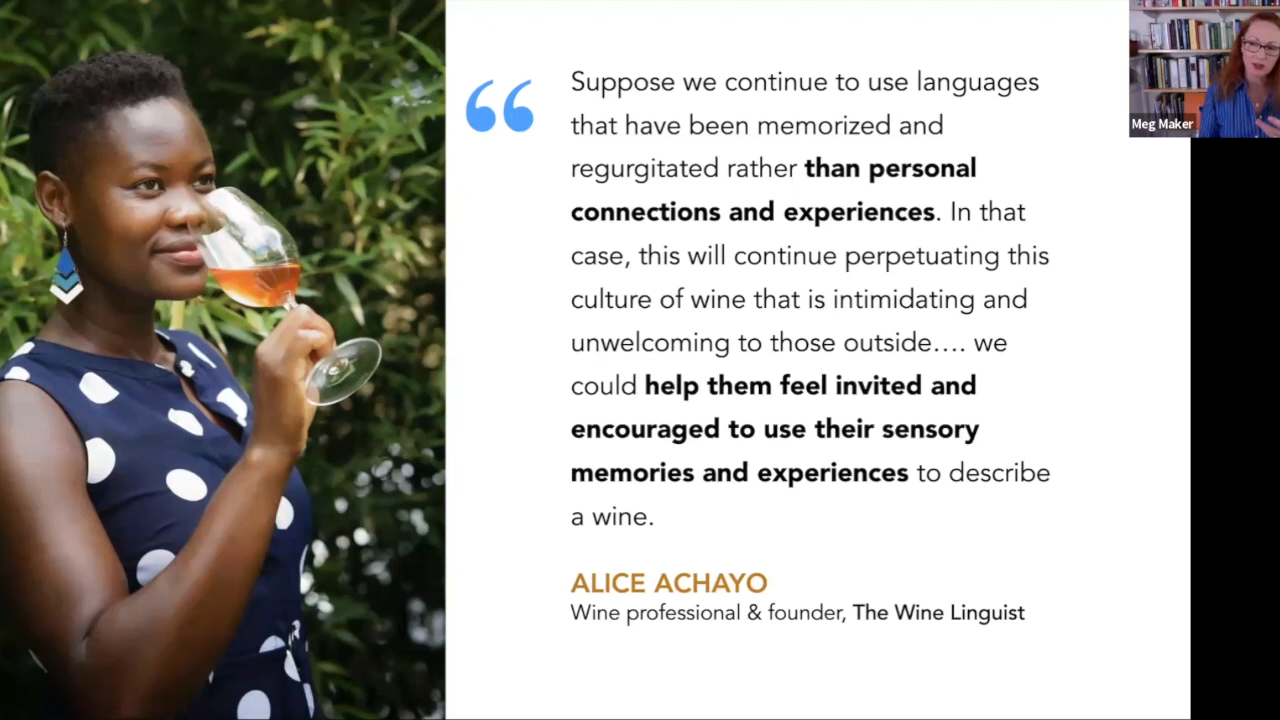 “
Suppose we continue to use languages
that have been memorized and
regurgitated rather than personal
connections and experiences. In that
case, this will continue perpetuating this
culture of wine that is intimidating and
unwelcoming to those outside…. we
could help them feel invited and
encouraged to use their sensory
memories and experiences to describe
a wine.
ALICE ACHAYO
Wine professional & founder, The Wine Linguist
Meg Maker